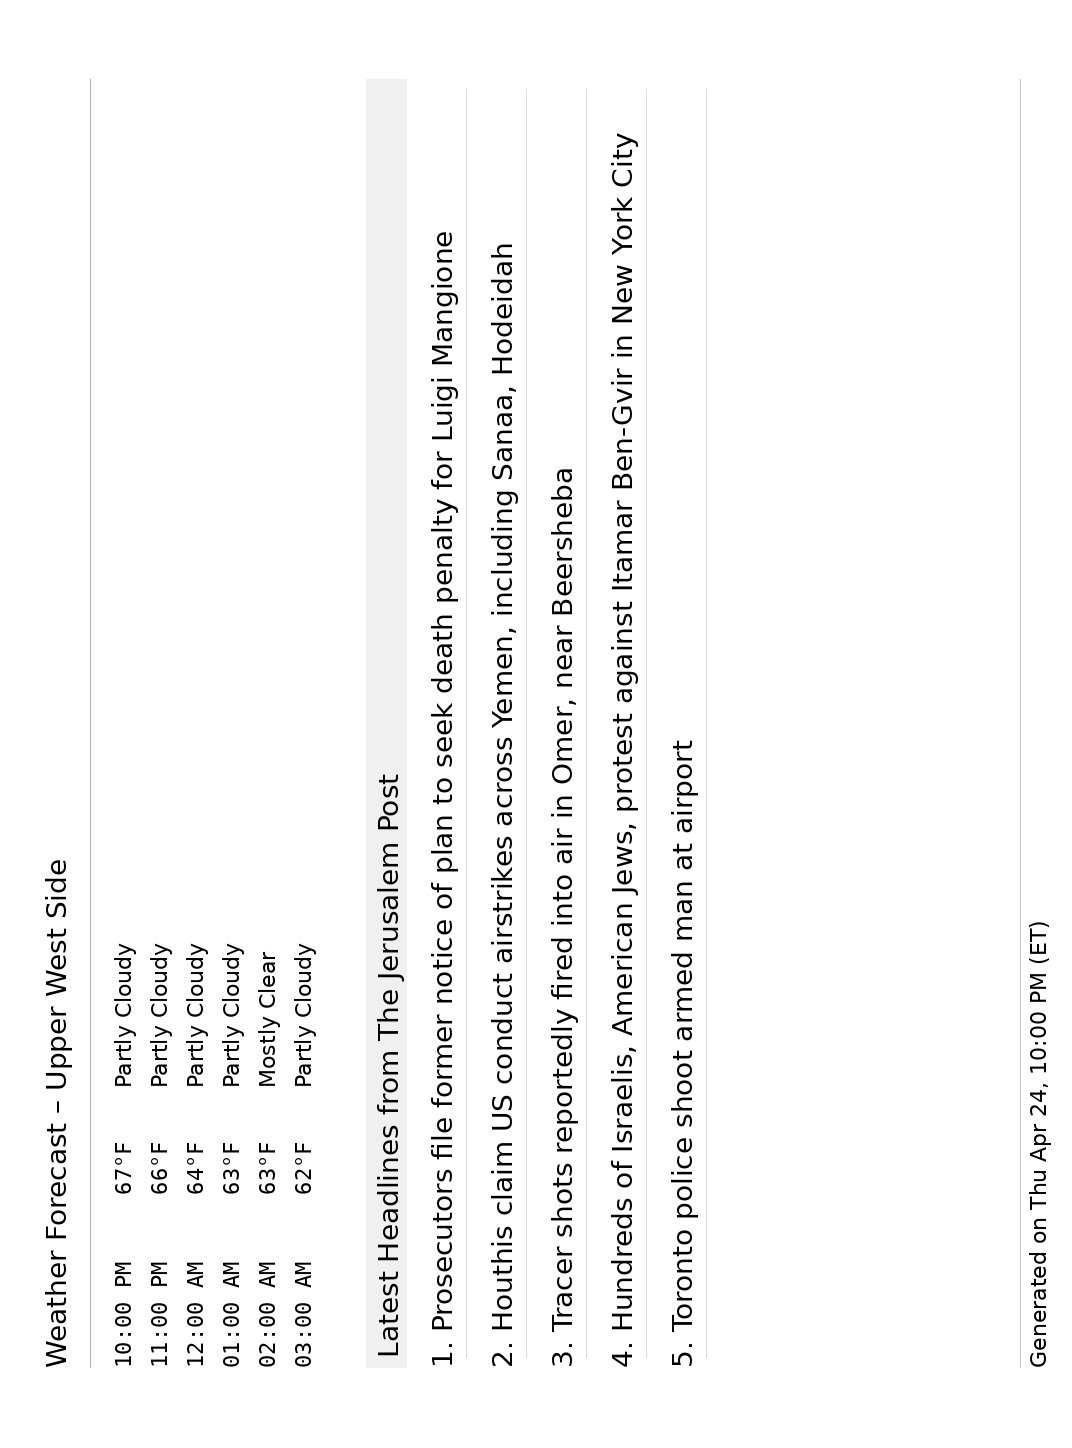 Weather Forecast – Upper West Side
10:00 PM 67°F Partly Cloudy
11:00 PM 66°F Partly Cloudy
12:00 AM 64°F Partly Cloudy
01:00 AM 63°F Partly Cloudy
02:00 AM 63°F Mostly Clear
03:00 AM 62°F Partly Cloudy
Latest Headlines from The Jerusalem Post
1. Prosecutors file former notice of plan to seek death penalty for Luigi Mangione
2. Houthis claim US conduct airstrikes across Yemen, including Sanaa, Hodeidah
3. Tracer shots reportedly fired into air in Omer, near Beersheba
4. Hundreds of Israelis, American Jews, protest against Itamar Ben-Gvir in New York City
5. Toronto police shoot armed man at airport
Generated on Thu Apr 24, 10:00 PM (ET)